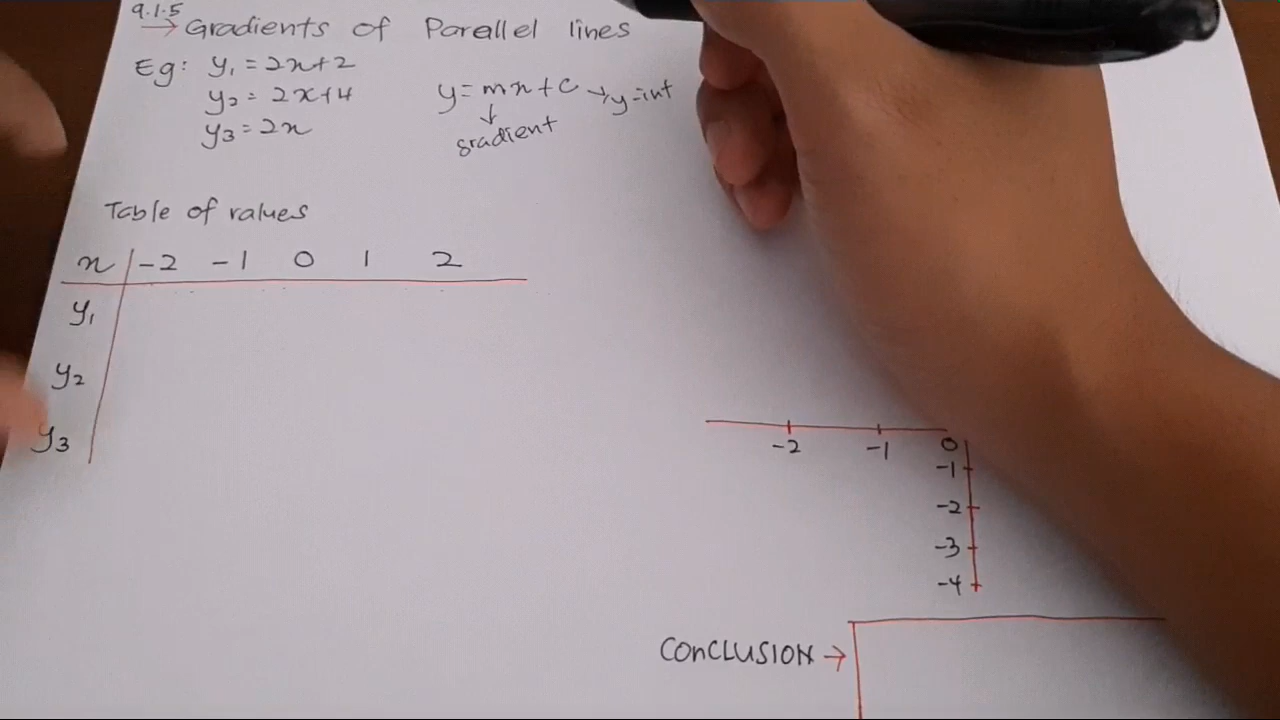 9.1.5
→ Gradients of Parallel lines
Eg: y₁ = 2x+2
y₂ = 2x+4
y₃ = 2x
y = mx + c → y-int
↓
gradient
Table of values
x -2 -1 0 1 2
y₁
y₂
y₃
-2 -1 0
-1
-2
-3
-4
CONCLUSION →